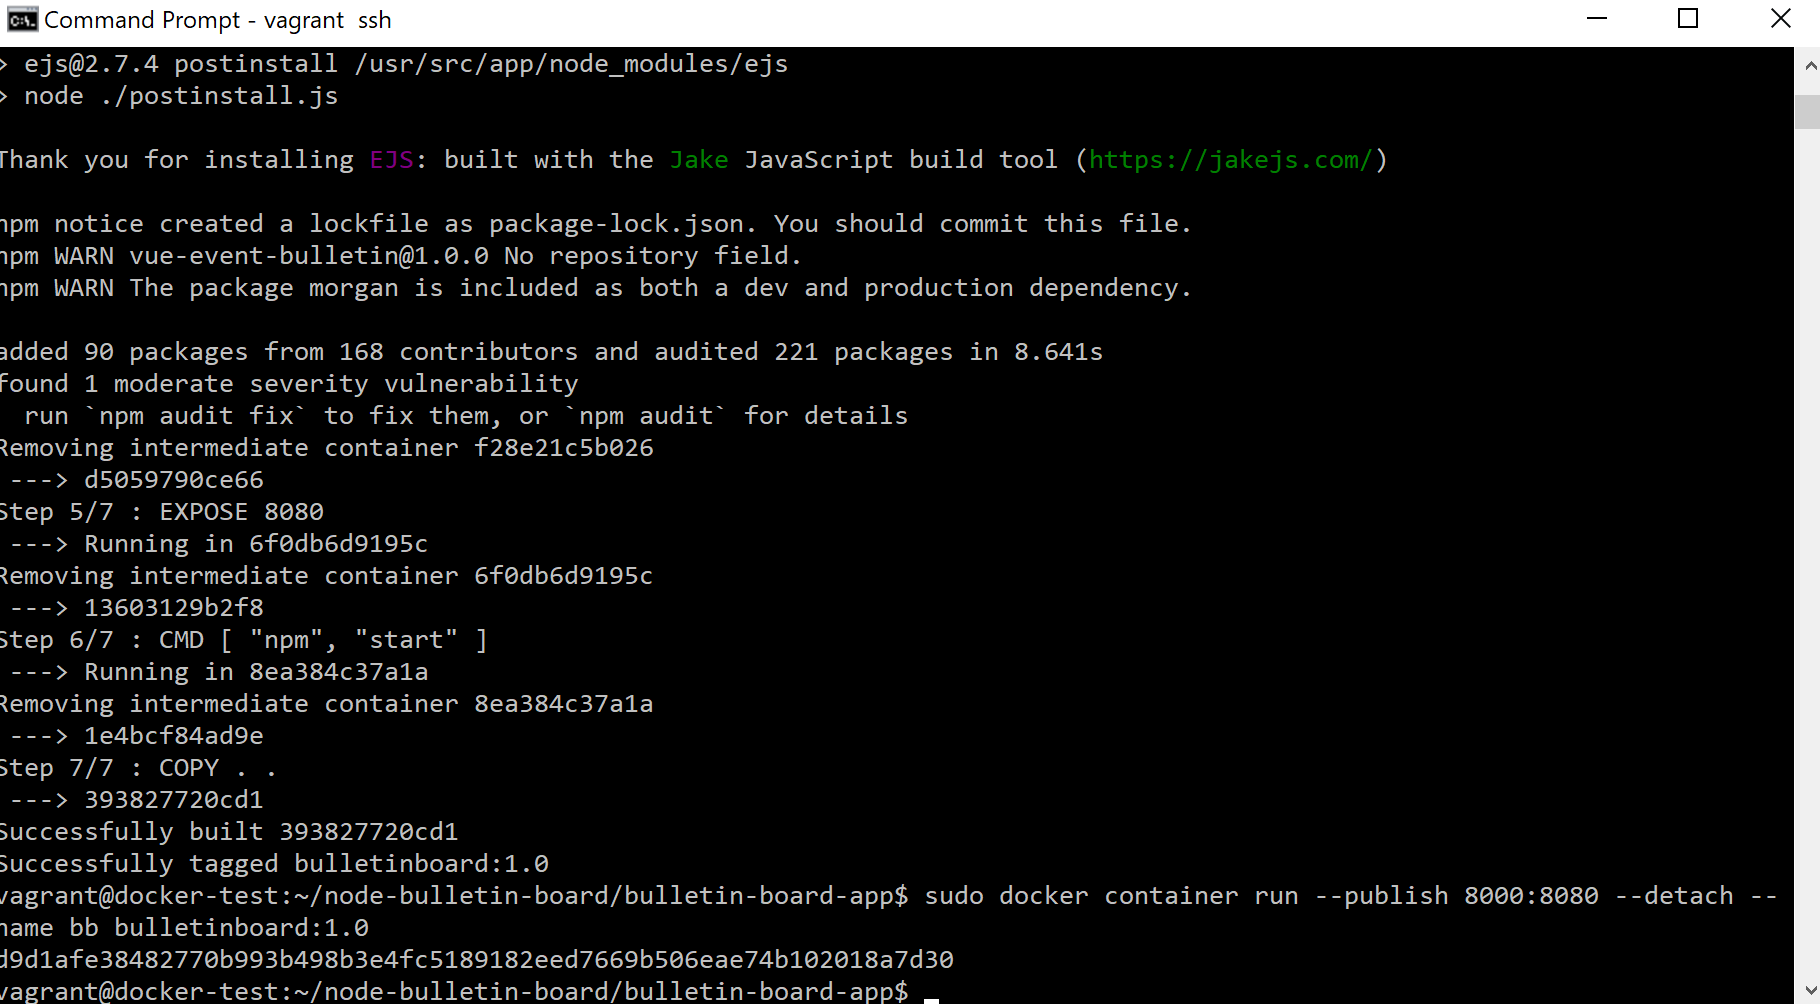 Command Prompt - vagrant  ssh
> ejs@2.7.4 postinstall /usr/src/app/node_modules/ejs
> node ./postinstall.js
Thank you for installing EJS: built with the Jake JavaScript build tool (https://jakejs.com/)
npm notice created a lockfile as package-lock.json. You should commit this file.
npm WARN vue-event-bulletin@1.0.0 No repository field.
npm WARN The package morgan is included as both a dev and production dependency.
added 90 packages from 168 contributors and audited 221 packages in 8.641s
found 1 moderate severity vulnerability
  run `npm audit fix` to fix them, or `npm audit` for details
Removing intermediate container f28e21c5b026
 ---> d5059790ce66
Step 5/7 : EXPOSE 8080
 ---> Running in 6f0db6d9195c
Removing intermediate container 6f0db6d9195c
 ---> 13603129b2f8
Step 6/7 : CMD [ "npm", "start" ]
 ---> Running in 8ea384c37a1a
Removing intermediate container 8ea384c37a1a
 ---> 1e4bcf84ad9e
Step 7/7 : COPY . .
 ---> 393827720cd1
Successfully built 393827720cd1
Successfully tagged bulletinboard:1.0
vagrant@docker-test:~/node-bulletin-board/bulletin-board-app$ sudo docker container run --publish 8000:8080 --detach --
name bb bulletinboard:1.0
d9d1afe38482770b993b498b3e4fc5189182eed7669b506eae74b102018a7d30
vagrant@docker-test:~/node-bulletin-board/bulletin-board-app$